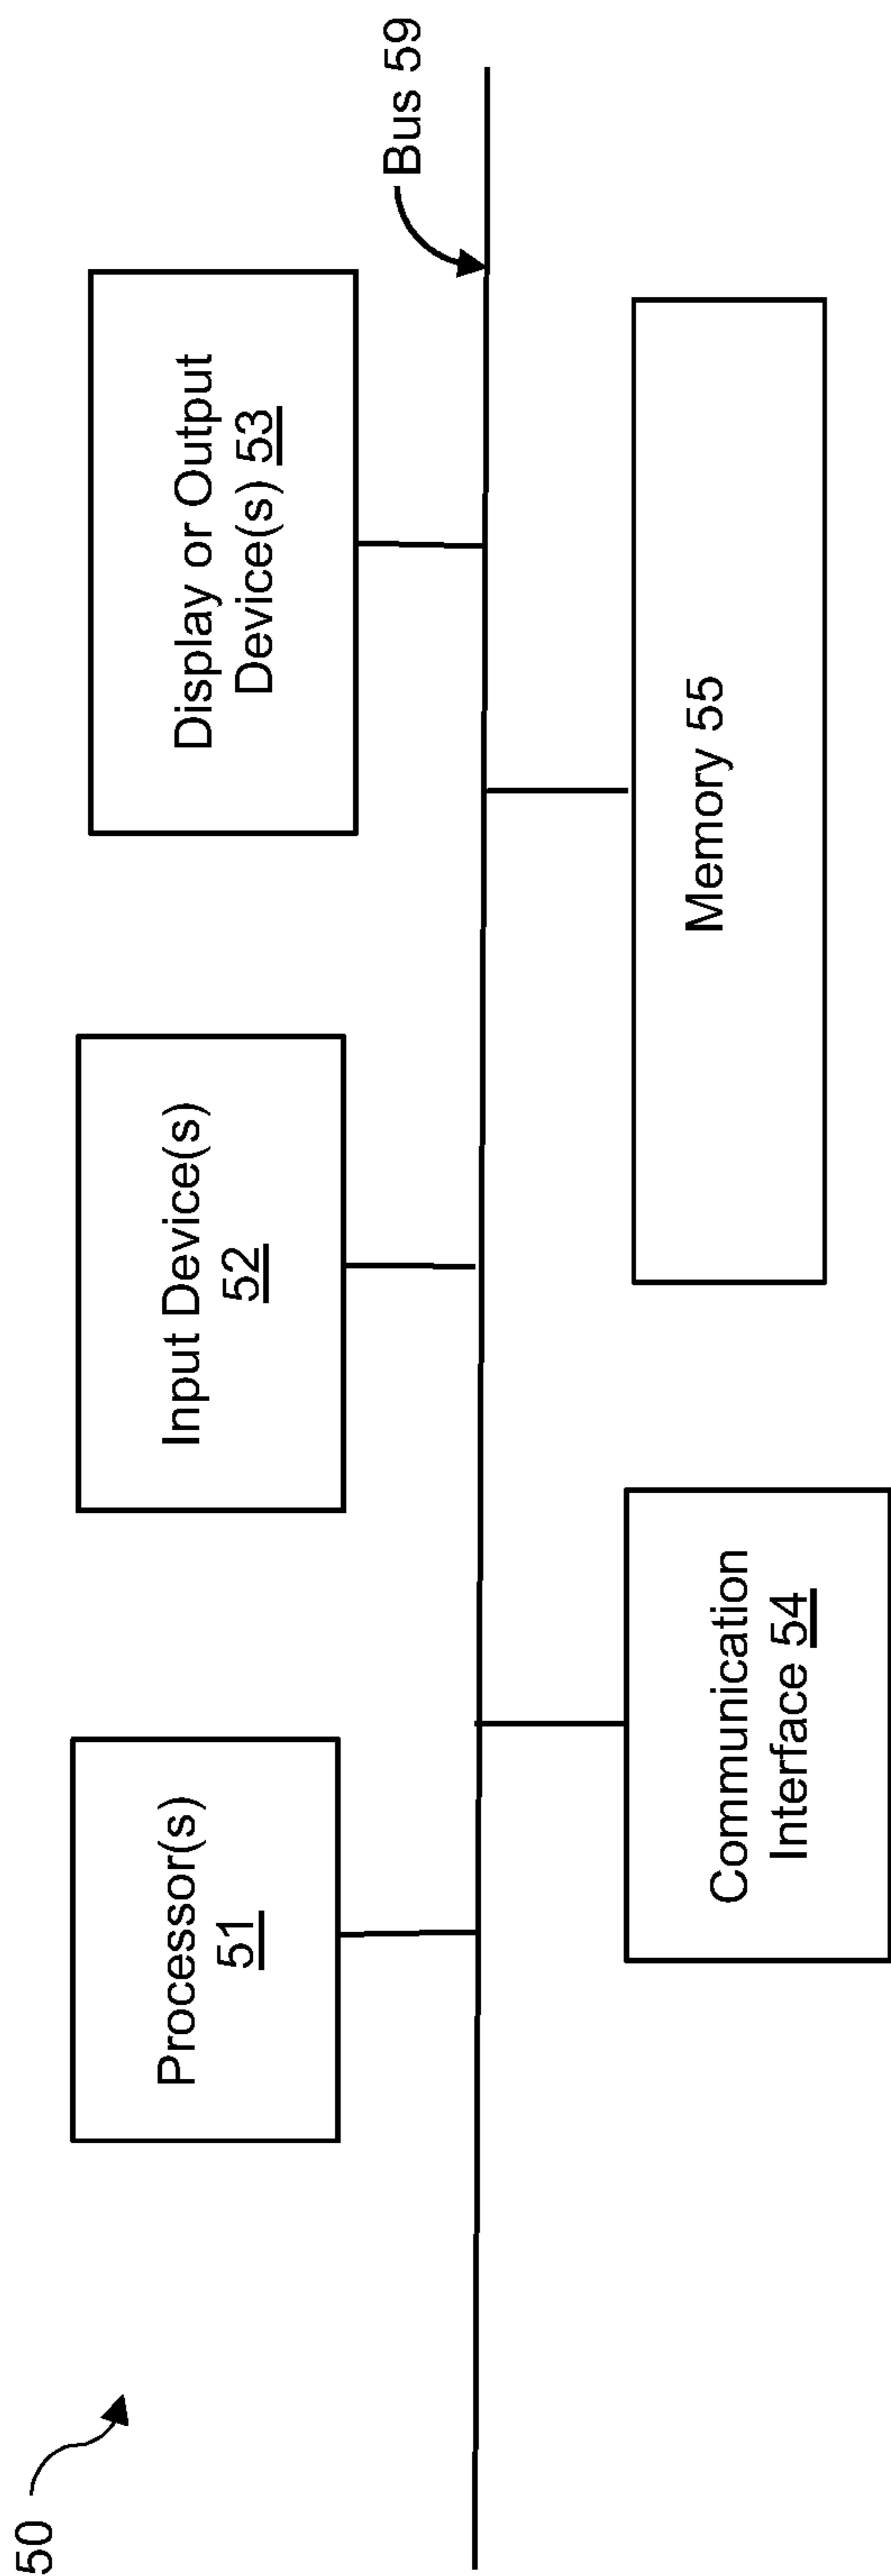 50
Processor(s)
51
Input Device(s)
52
Display or Output
Device(s) 53
Bus 59
Communication
Interface 54
Memory 55